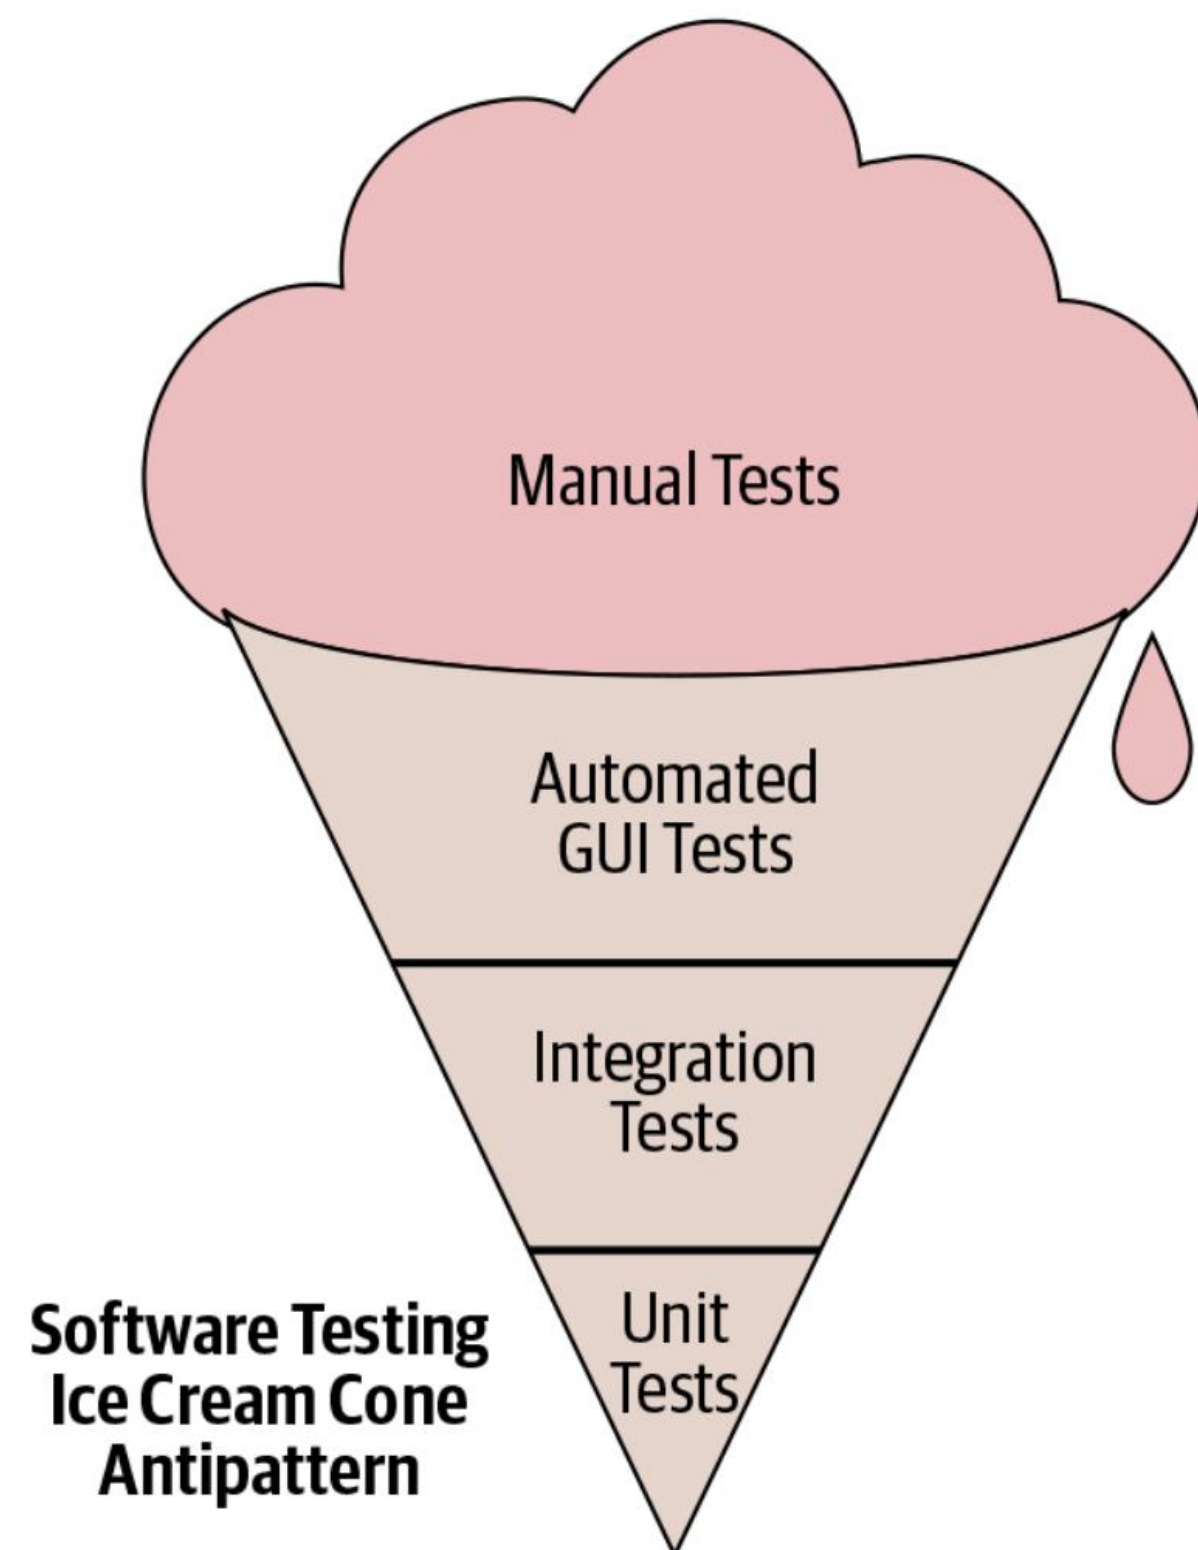 Manual Tests
Automated
GUI Tests
Integration
Tests
Unit
Tests
Software Testing
Ice Cream Cone
Antipattern